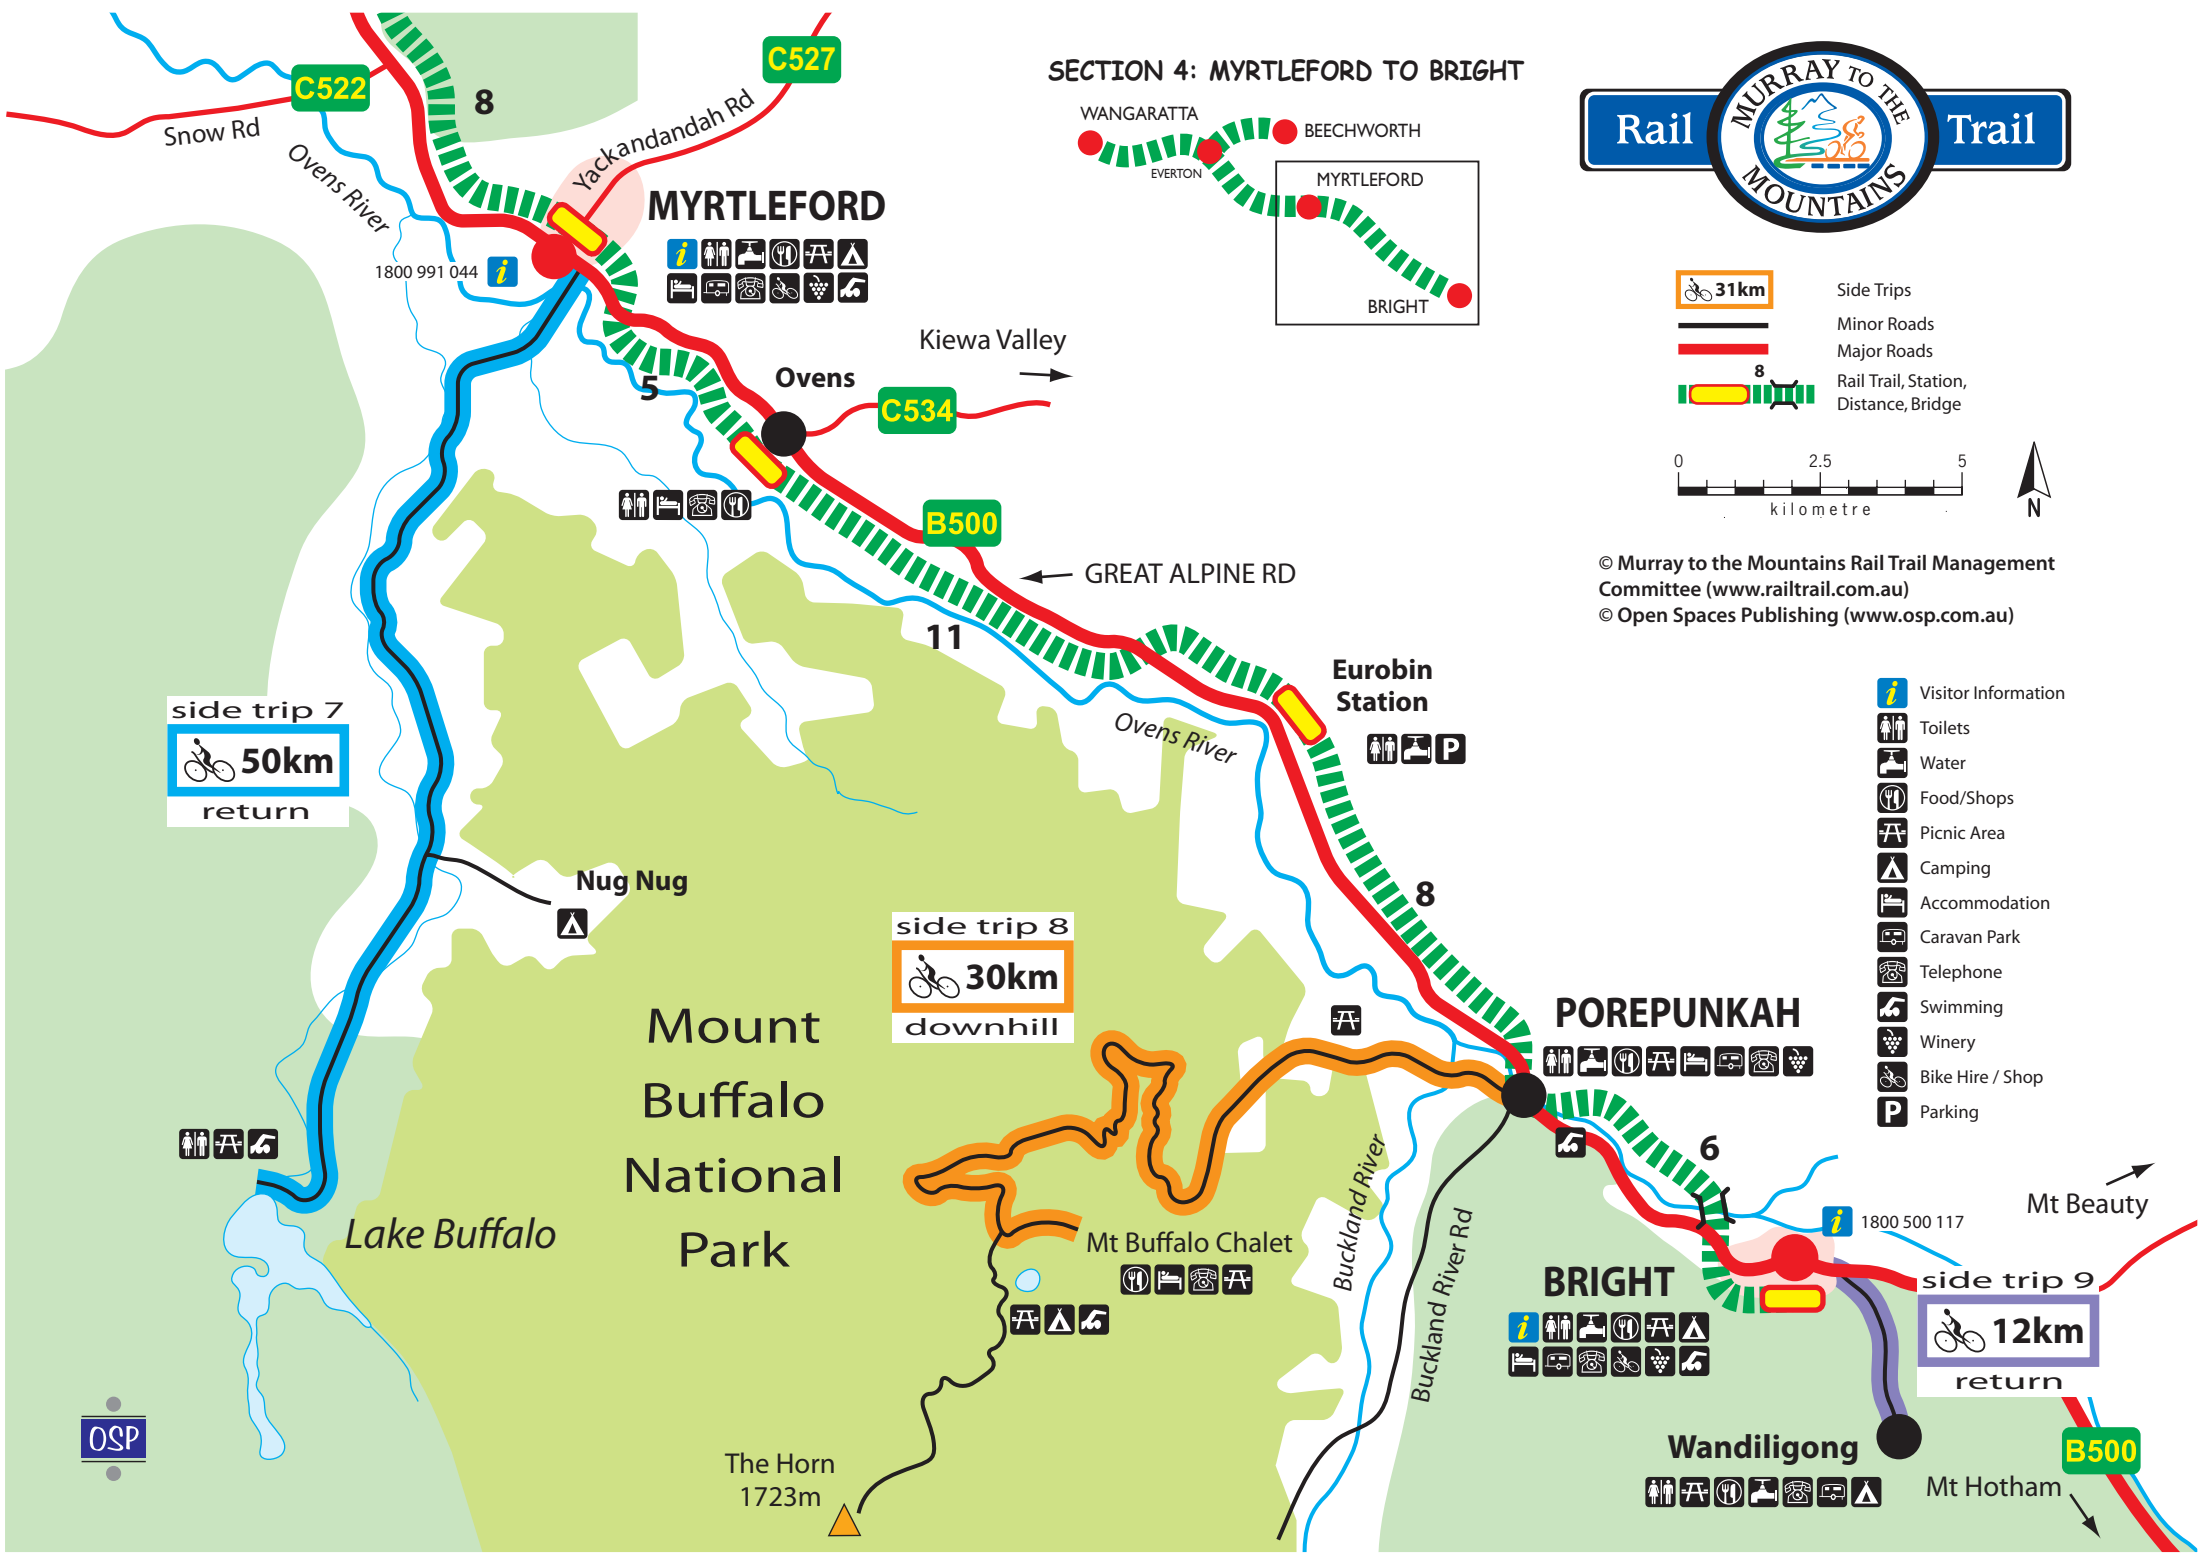 C522
C527
8
Snow Rd
Ovens River
Yackandandah Rd
MYRTLEFORD
1800 991 044
i
i
SECTION 4: MYRTLEFORD TO BRIGHT
WANGARATTA
BEECHWORTH
EVERTON
MYRTLEFORD
BRIGHT
Rail
MURRAY TO THE
MOUNTAINS
Trail
31km
Side Trips
Minor Roads
Major Roads
8
Rail Trail, Station,
Distance, Bridge
0
2.5
5
kilometre
N
© Murray to the Mountains Rail Trail Management
Committee (www.railtrail.com.au)
© Open Spaces Publishing (www.osp.com.au)
Kiewa Valley
Ovens
5
C534
B500
GREAT ALPINE RD
11
Eurobin
Station
P
Ovens River
side trip 7
50km
return
Nug Nug
side trip 8
30km
downhill
8
Mount
Buffalo
National
Park
POREPUNKAH
6
i
Visitor Information
Toilets
Water
Food/Shops
Picnic Area
Camping
Accommodation
Caravan Park
Telephone
Swimming
Winery
Bike Hire / Shop
P
Parking
Lake Buffalo
Mt Buffalo Chalet
Buckland River
Buckland River Rd
i
1800 500 117
Mt Beauty
BRIGHT
i
side trip 9
12km
return
Wandiligong
B500
Mt Hotham
The Horn
1723m
OSP